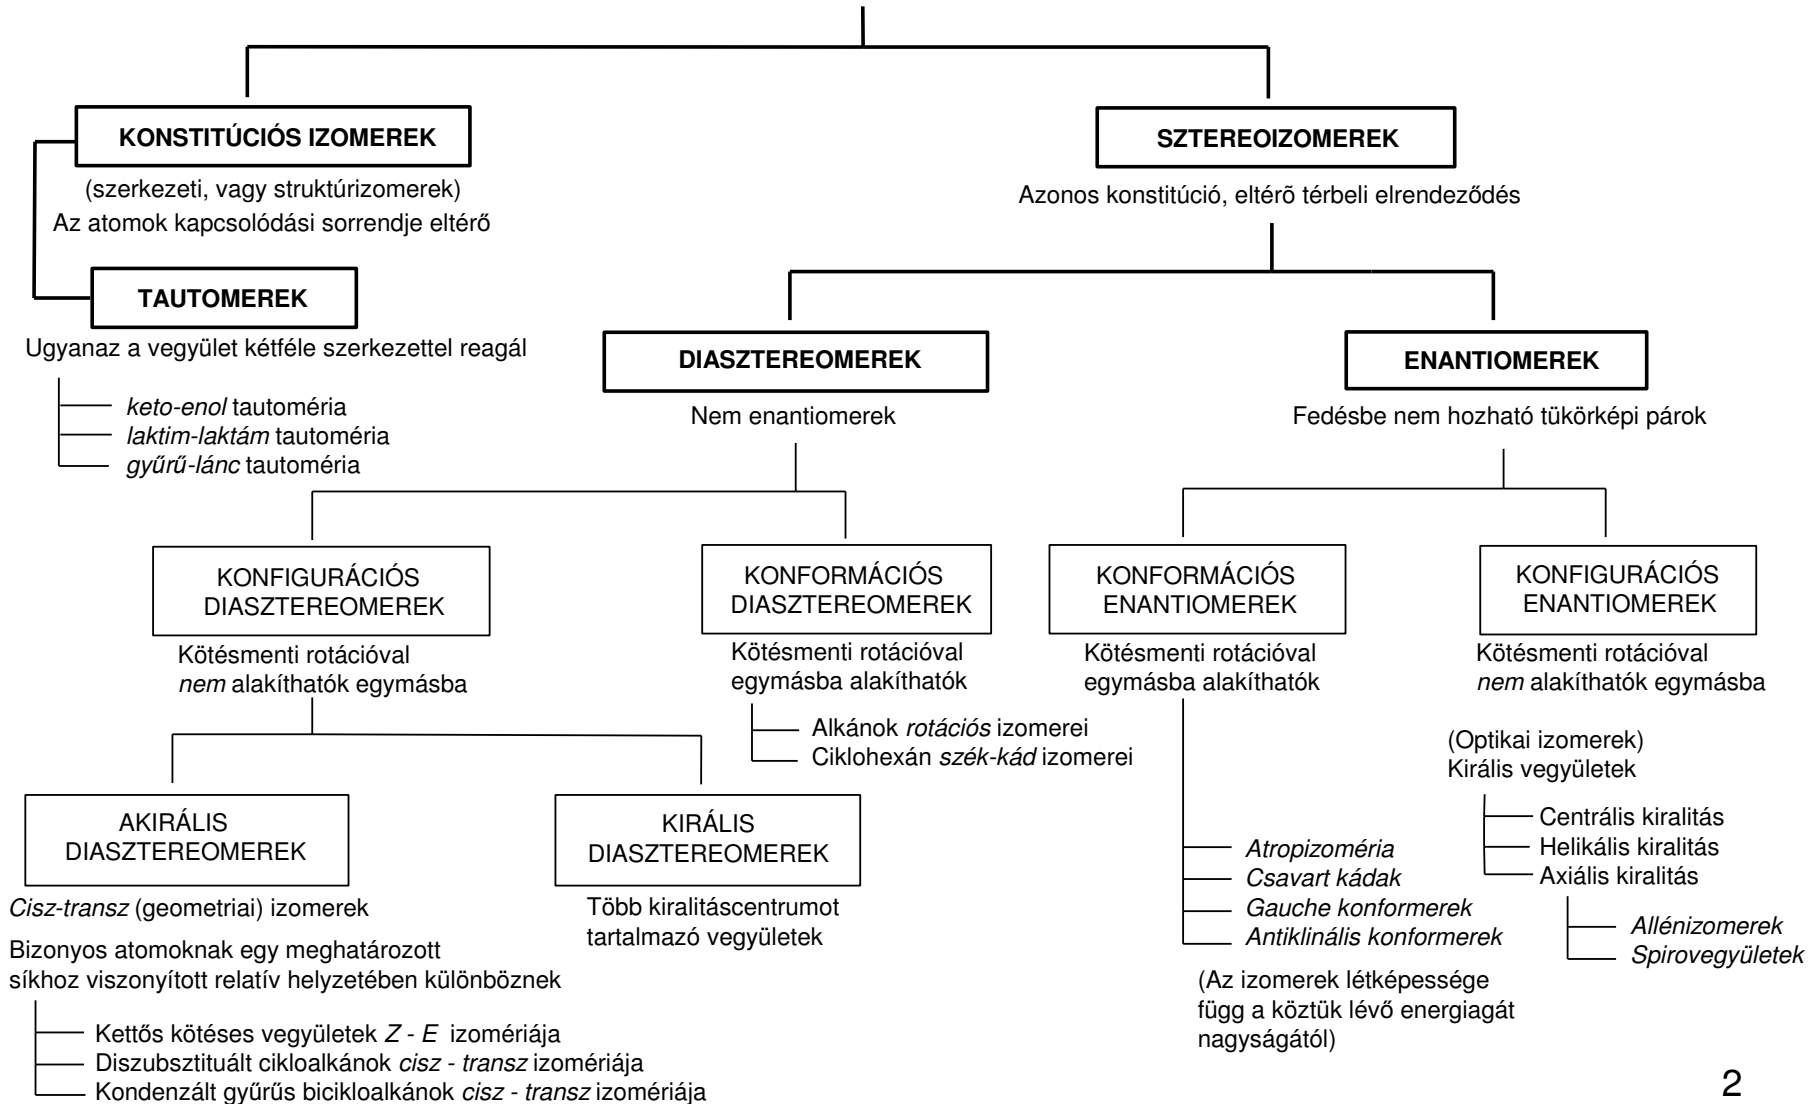 KONSTITÚCIÓS IZOMEREK
(szerkezeti, vagy struktúrizomerek)
Az atomok kapcsolódási sorrendje eltérő
TAUTOMEREK
Ugyanaz a vegyület kétféle szerkezettel reagál
keto-enol tautoméria
laktim-laktám tautoméria
gyűrű-lánc tautoméria
SZTEREOIZOMEREK
Azonos konstitúció, eltérõ térbeli elrendeződés
DIASZTEREOMEREK
Nem enantiomerek
ENANTIOMEREK
Fedésbe nem hozható tükörképi párok
KONFIGURÁCIÓS
DIASZTEREOMEREK
Kötésmenti rotációval
nem alakíthatók egymásba
KONFORMÁCIÓS
DIASZTEREOMEREK
Kötésmenti rotációval
egymásba alakíthatók
Alkánok rotációs izomerei
Ciklohexán szék-kád izomerei
KONFORMÁCIÓS
ENANTIOMEREK
Kötésmenti rotációval
egymásba alakíthatók
Atropizoméria
Csavart kádak
Gauche konformerek
Antiklinális konformerek
(Az izomerek létképessége
függ a köztük lévő energiagát
nagyságától)
KONFIGURÁCIÓS
ENANTIOMEREK
Kötésmenti rotációval
nem alakíthatók egymásba
(Optikai izomerek)
Királis vegyületek
Centrális kiralitás
Helikális kiralitás
Axiális kiralitás
Allénizomerek
Spirovegyületek
AKIRÁLIS
DIASZTEREOMEREK
Cisz-transz (geometriai) izomerek
Bizonyos atomoknak egy meghatározott
síkhoz viszonyított relatív helyzetében különböznek
Kettős kötéses vegyületek Z - E izomériája
Diszubsztituált cikloalkánok cisz - transz izomériája
Kondenzált gyűrűs bicikloalkánok cisz - transz izomériája
KIRÁLIS
DIASZTEREOMEREK
Több kiralitáscentrumot
tartalmazó vegyületek
2